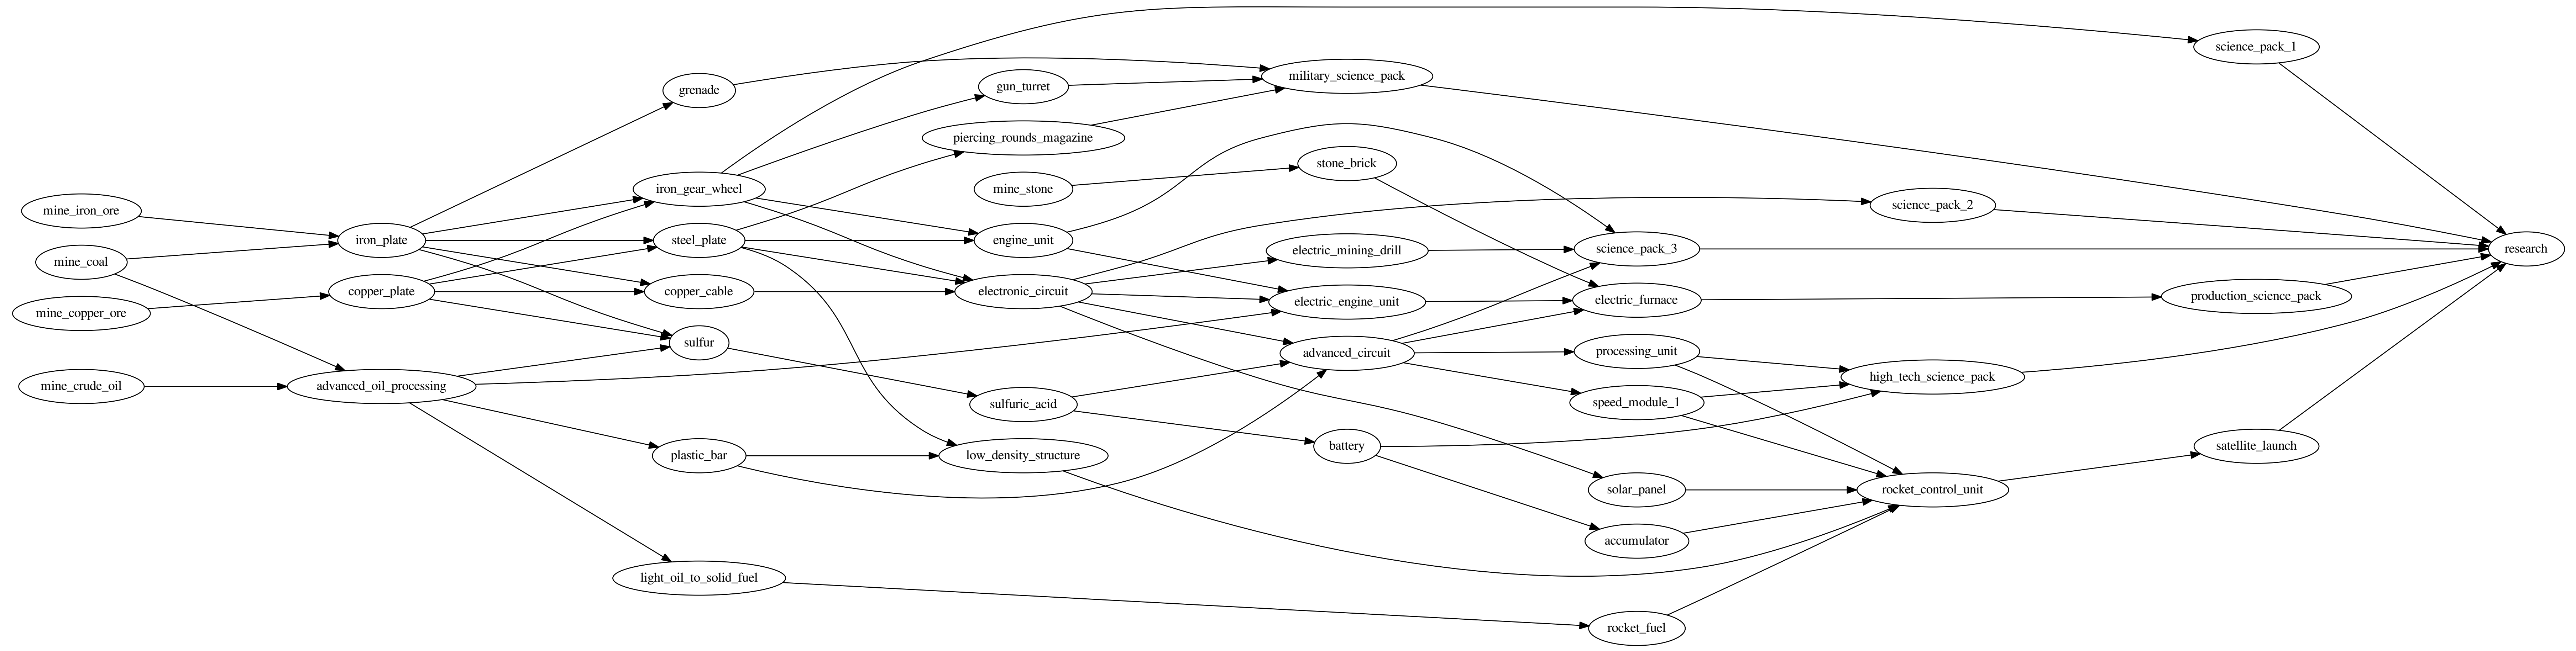 science_pack_1
military_science_pack
gun_turret
grenade
piercing_rounds_magazine
stone_brick
iron_gear_wheel
mine_stone
science_pack_2
mine_iron_ore
iron_plate
steel_plate
engine_unit
science_pack_3
research
electric_mining_drill
mine_coal
copper_plate
copper_cable
electronic_circuit
production_science_pack
electric_furnace
electric_engine_unit
mine_copper_ore
sulfur
processing_unit
advanced_circuit
high_tech_science_pack
mine_crude_oil
advanced_oil_processing
speed_module_1
sulfuric_acid
battery
satellite_launch
plastic_bar
low_density_structure
solar_panel
rocket_control_unit
accumulator
light_oil_to_solid_fuel
rocket_fuel